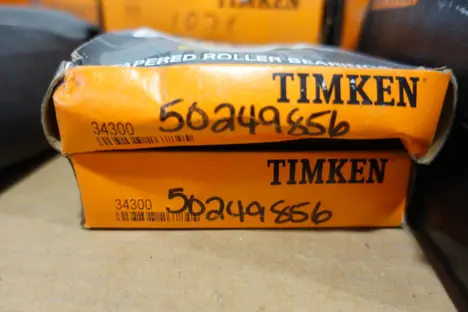 TAPERED ROLLER BEARING
TIMKEN
34300 50249856
TIMKEN
34300 50249856